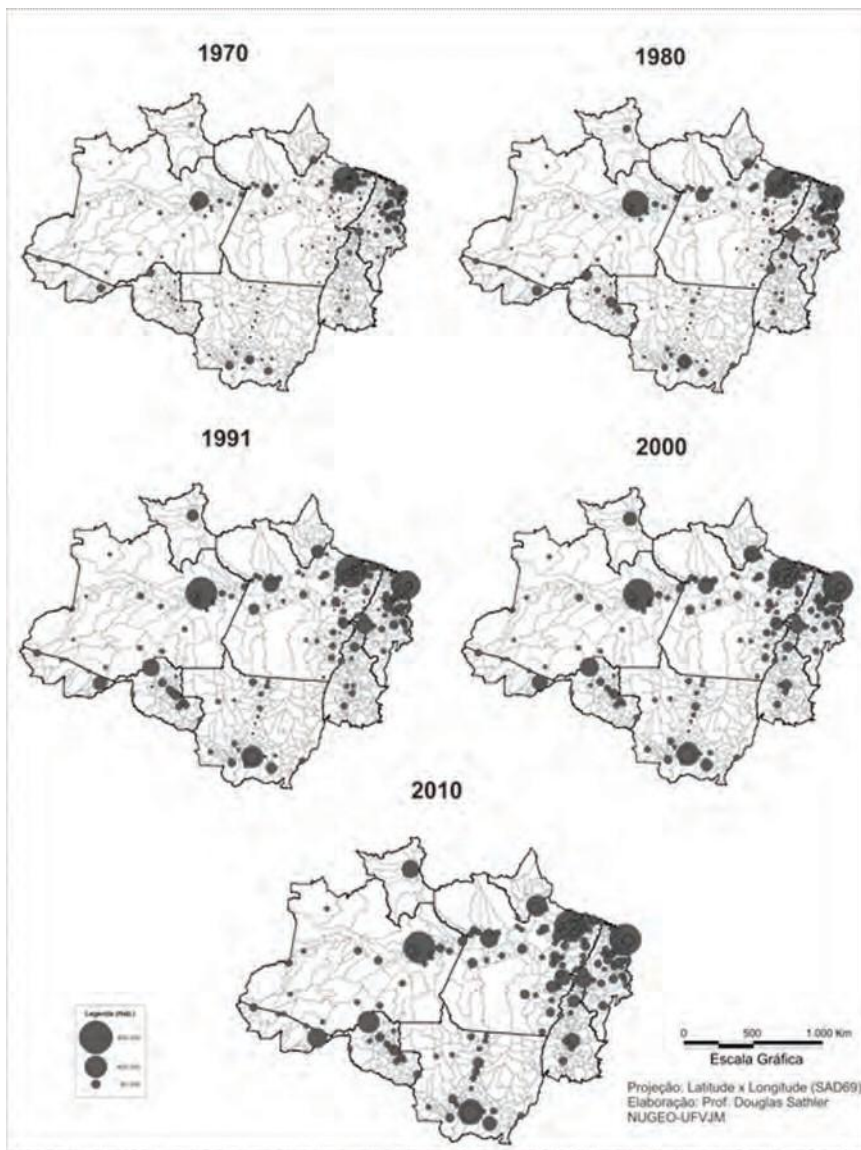 1970
1980
1991
2000
2010
Legenda (Hab.)
0 500 1.000 Km
Escala Gráfica
Projeção: Latitude x Longitude (SAD69)
Elaboração: Prof. Douglas Sathler
NUGEO-UFVJM